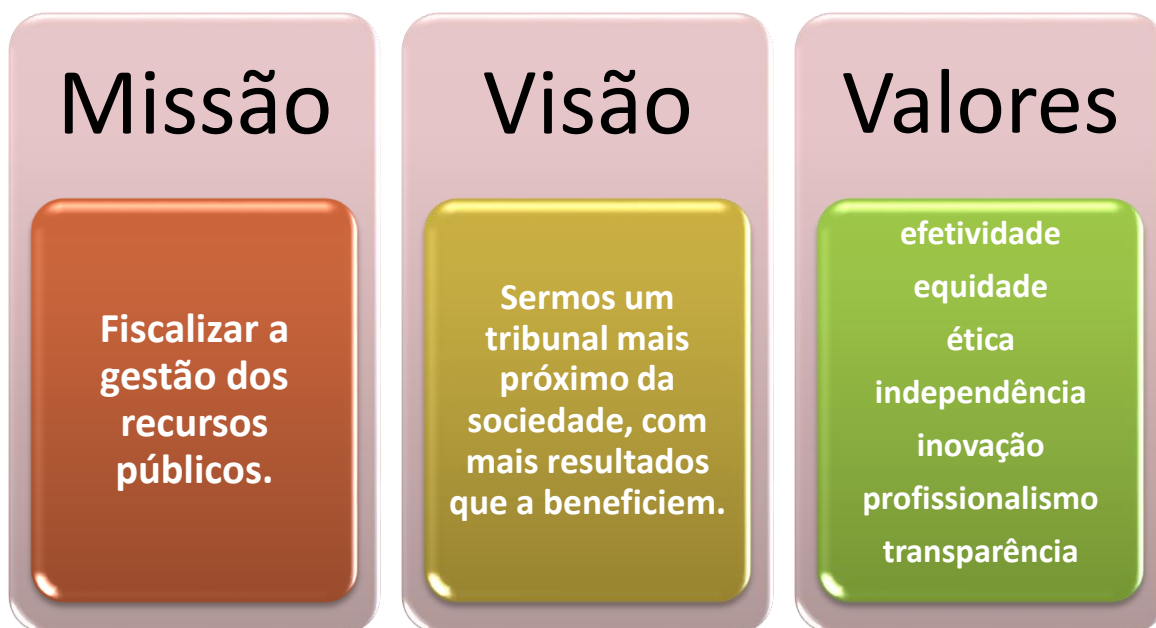 Missão
Fiscalizar a
gestão dos
recursos
públicos.
Visão
Sermos um
tribunal mais
próximo da
sociedade, com
mais resultados
que a beneficiem.
Valores
efetividade
equidade
ética
independência
inovação
profissionalismo
transparência